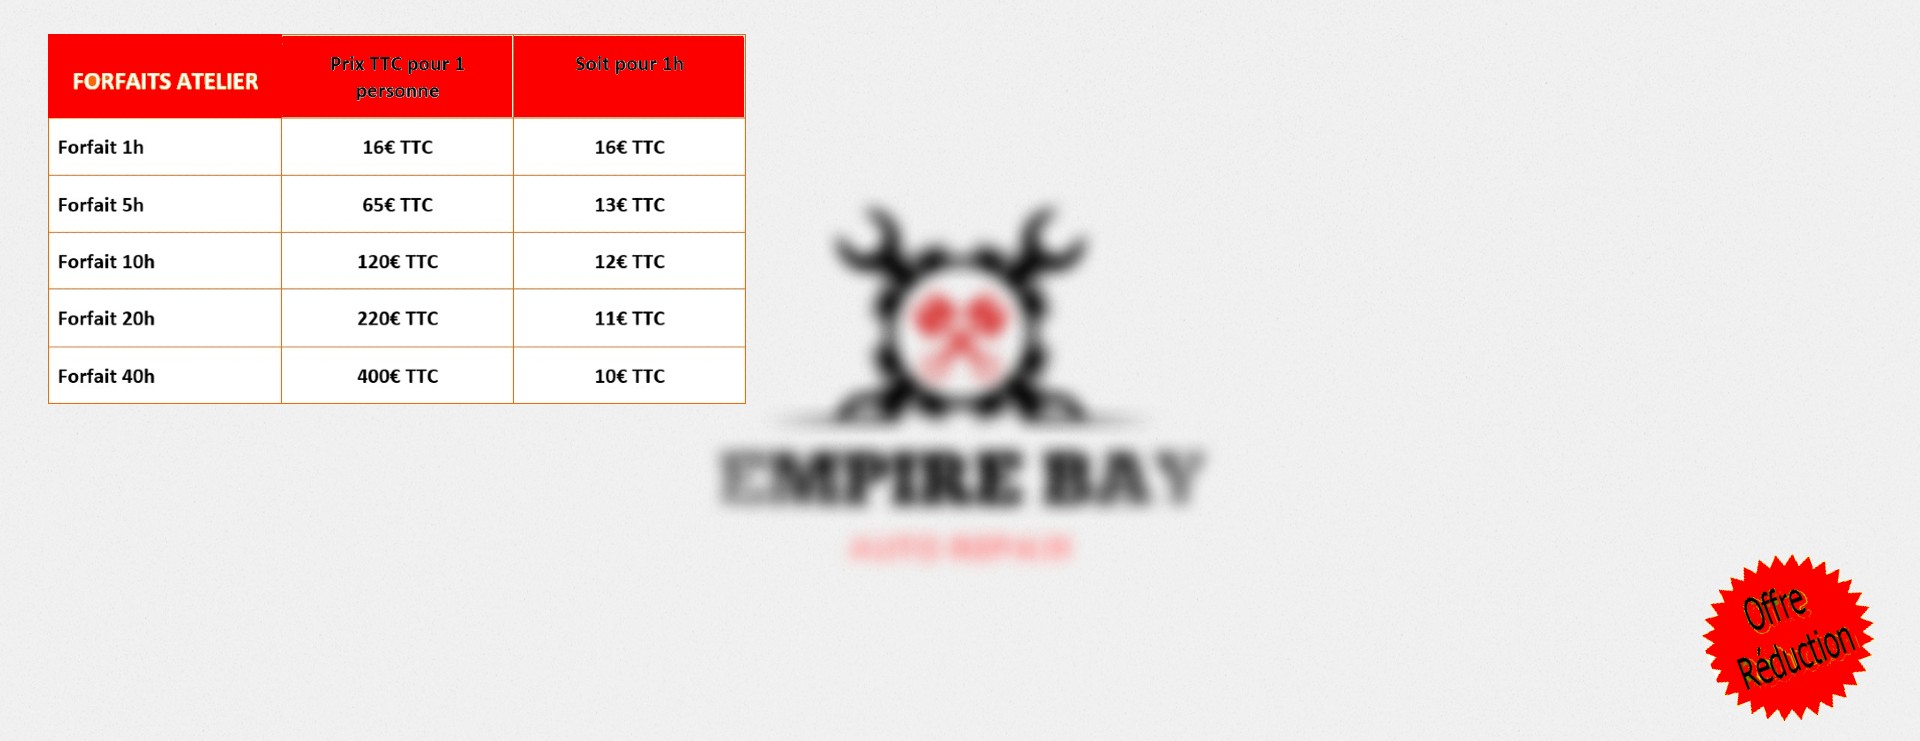 FORFAITS ATELIER
Prix TTC pour 1
personne
Soit pour 1h
Forfait 1h 16€ TTC 16€ TTC
Forfait 5h 65€ TTC 13€ TTC
Forfait 10h 120€ TTC 12€ TTC
Forfait 20h 220€ TTC 11€ TTC
Forfait 40h 400€ TTC 10€ TTC
EMPIRE BAY
AUTO REPAIR
Offre
Réduction